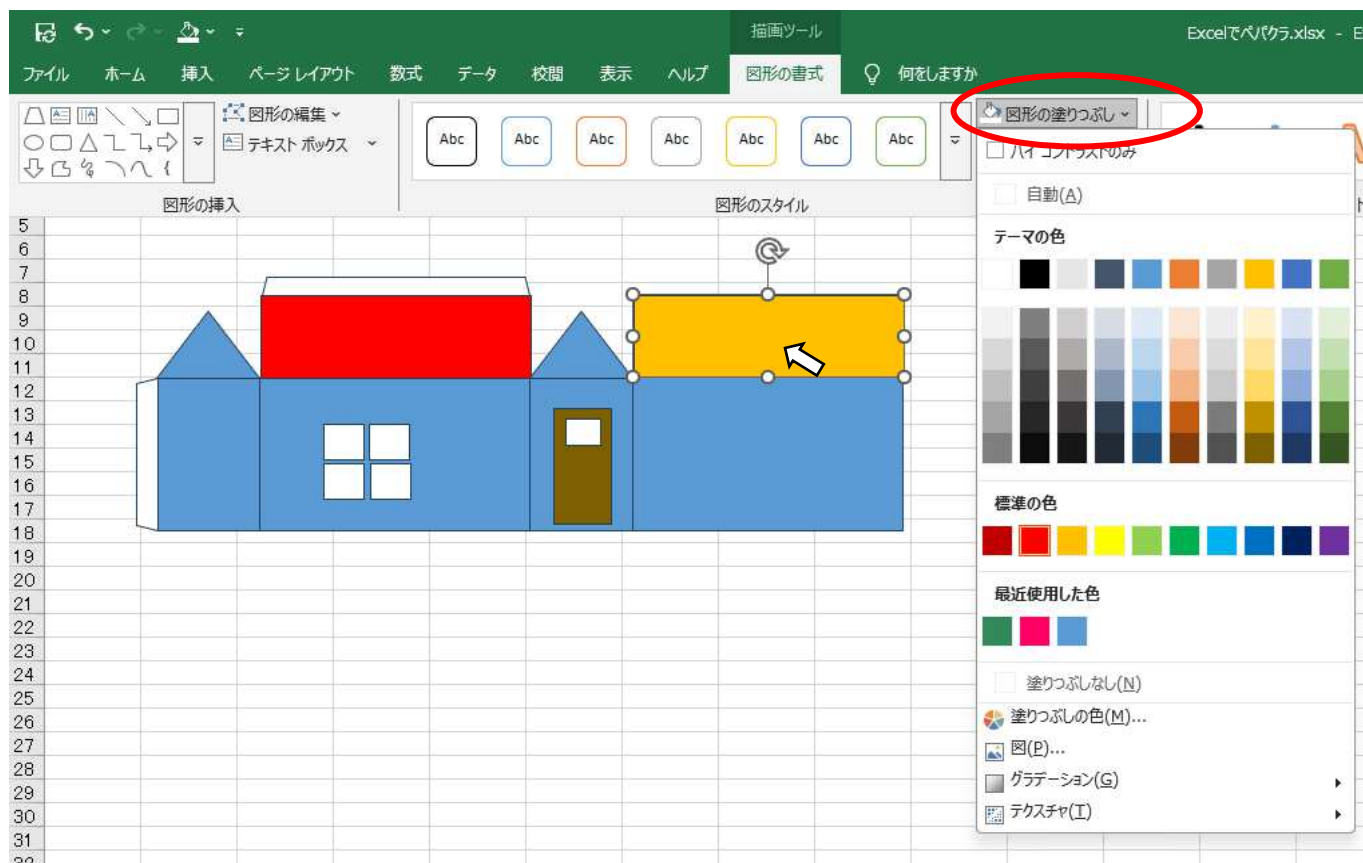 描画ツール
Excelでペパクラ.xlsx - E
ファイル ホーム 挿入 ページ レイアウト 数式 データ 校閲 表示 ヘルプ 図形の書式 何をしますか
図形の編集
テキスト ボックス
Abc Abc Abc Abc Abc Abc Abc
図形の塗りつぶし
図形の挿入
図形のスタイル
ハイ コントラストのみ
自動(A)
テーマの色
標準の色
最近使用した色
塗りつぶしなし(N)
塗りつぶしの色(M)...
図(P)...
グラデーション(G)
テクスチャ(T)
5
6
7
8
9
10
11
12
13
14
15
16
17
18
19
20
21
22
23
24
25
26
27
28
29
30
31